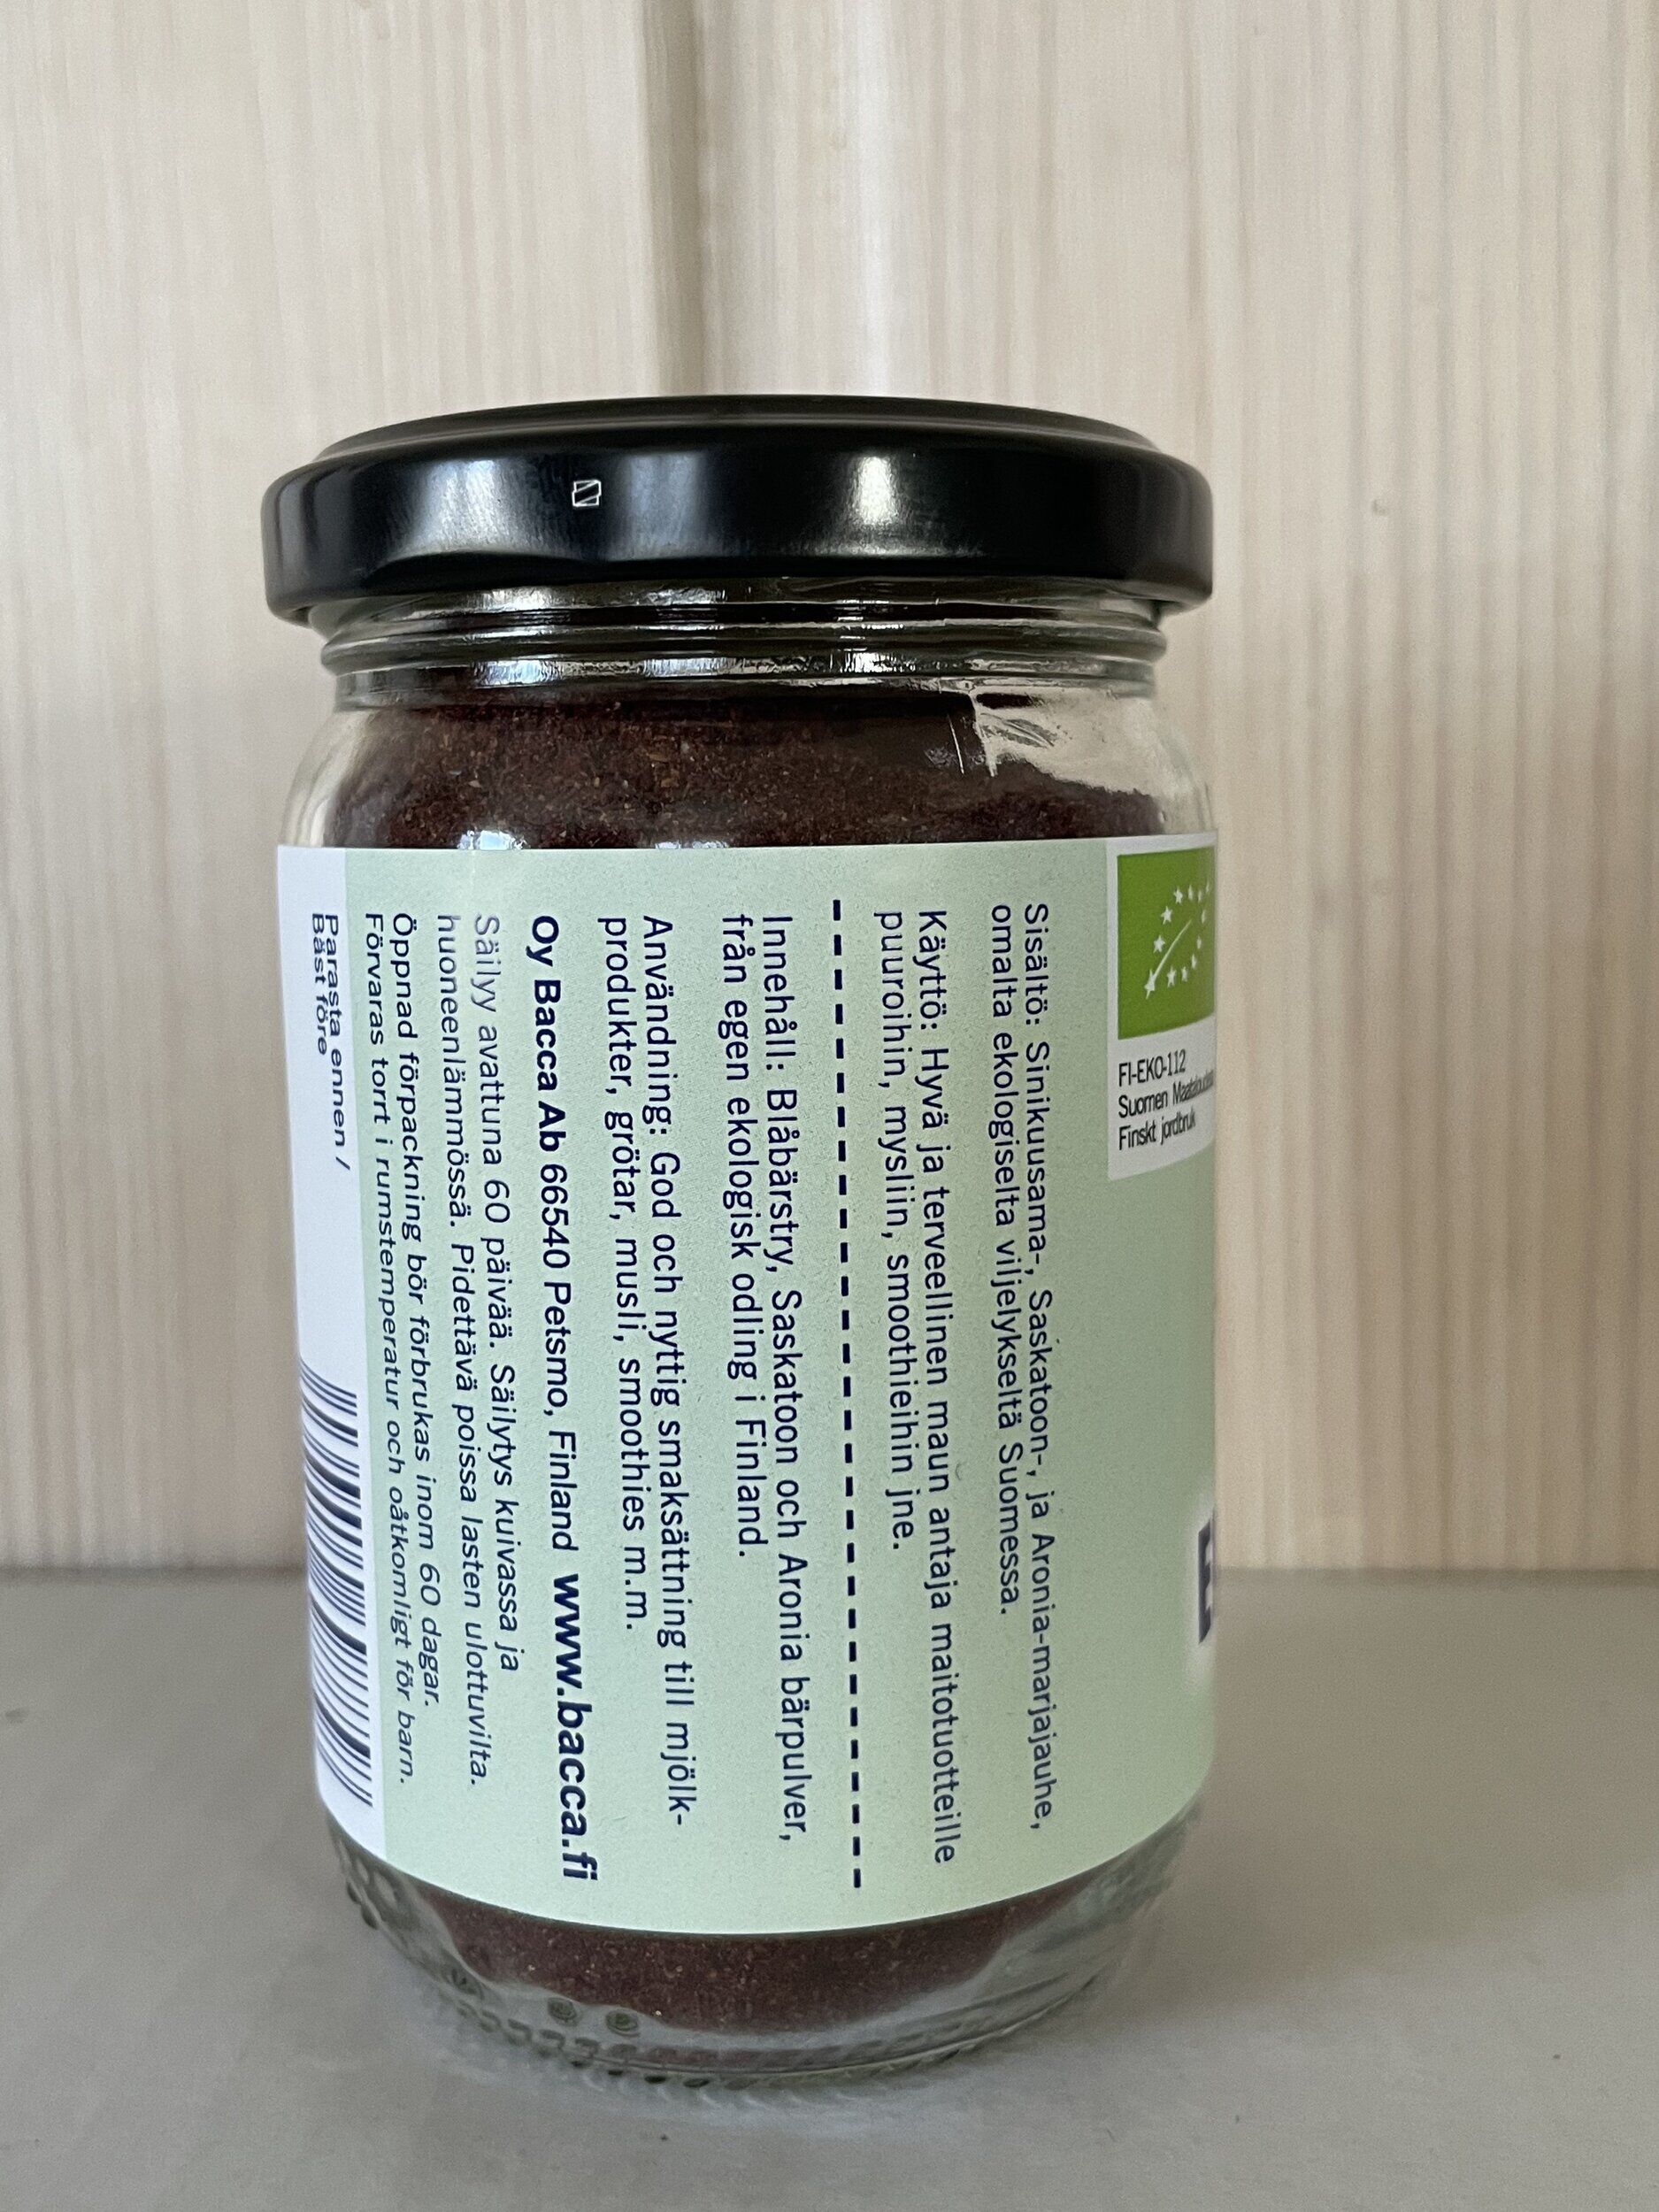 FI-EKO-112
Suomen
Finskt jordbruk
Sisältö: Sinikuusama-, Saskatoon-, ja Aronia-marjajauhe,
omalta ekologiselta viljelykseltä Suomessa.
Käyttö: Hyvä ja terveellinen maun antaja maitotuotteille
puuroihin, mysliin, smoothieihin jne.
Innehåll: Blåbärstry, Saskatoon och Aronia bärpulver,
från egen ekologisk odling i Finland.
Användning: God och nyttig smaksättning till mjölk-
produkter, grötar, musli, smoothies m.m.
Oy Bacca Ab 66540 Petsmo, Finland www.bacca.fi
Säilyy avattuna 60 päivää. Säilytys kuivassa ja
huoneenlämmössä. Pidettävä poissa lasten ulottuvilta.
Öppnad förpackning bör förbrukas inom 60 dagar.
Förvaras torrt i rumstemperatur och oåtkomligt för barn.
Parasta ennen /
Bäst före